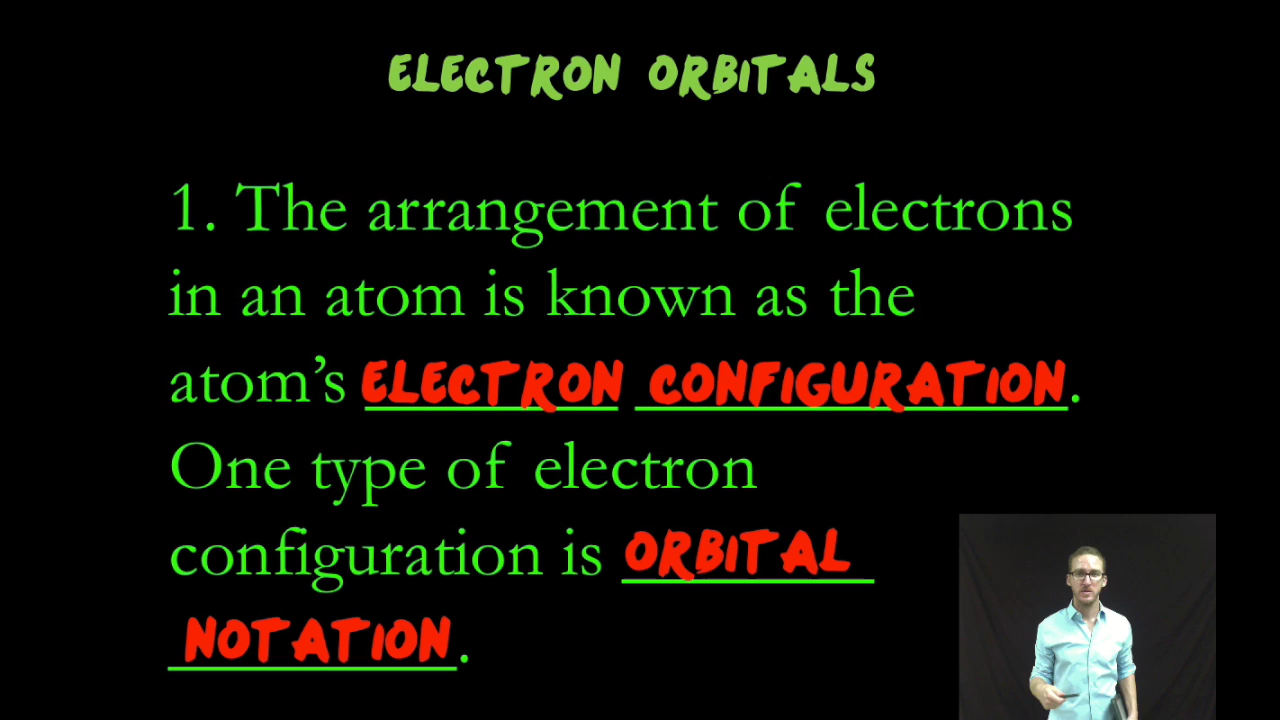 ELECTRON ORBITALS
1. The arrangement of electrons
in an atom is known as the
atom’s ELECTRON CONFIGURATION.
One type of electron
configuration is ORBITAL
NOTATION.